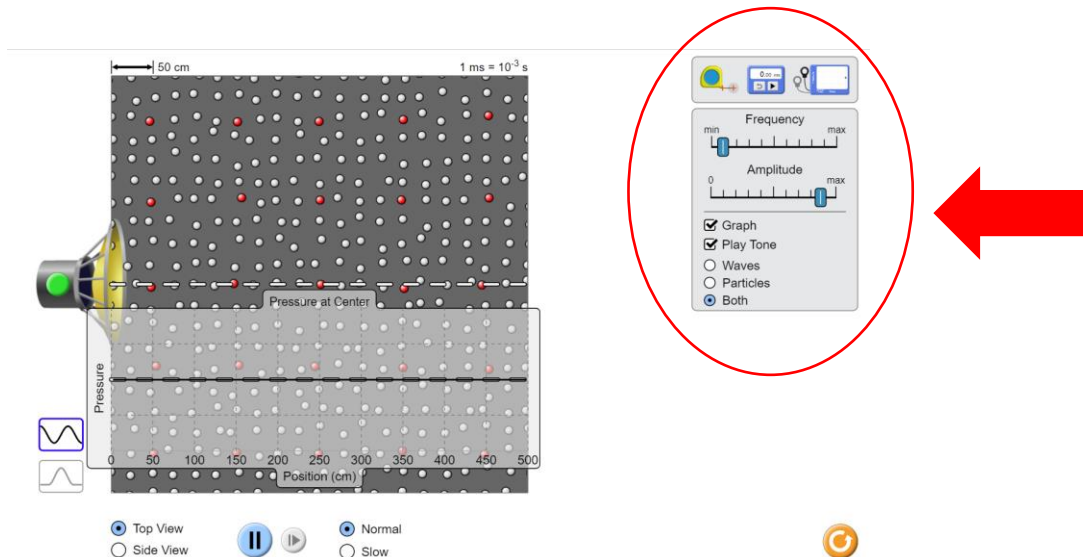 50 cm
1 ms = 10⁻³ s
Frequency
min
max
Amplitude
0
max
Graph
Play Tone
Waves
Particles
Both
Pressure at Center
Pressure
0 50 100 150 200 250 300 350 400 450 500
Position (cm)
Top View
Side View
Normal
Slow